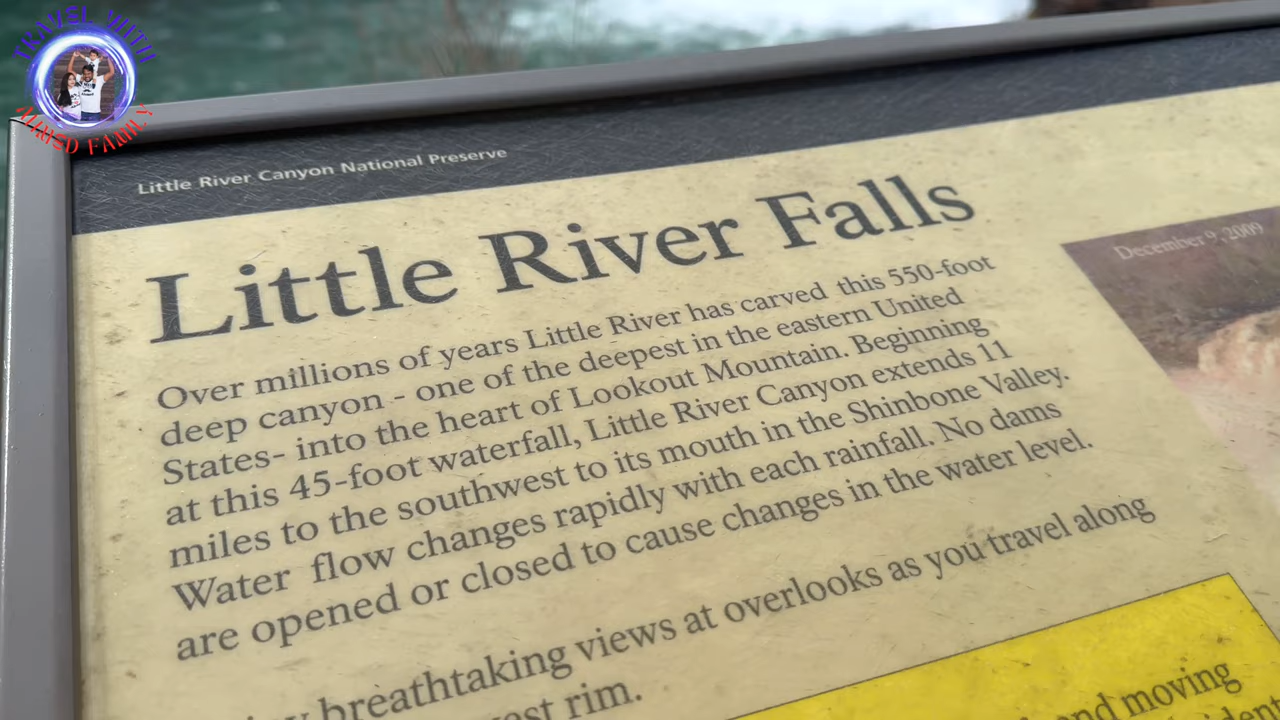 TRAVEL WITH
Little River Canyon National Preserve
Little River Falls
December 9, 2009
Over millions of years Little River has carved this 550-foot
deep canyon - one of the deepest in the eastern United
States- into the heart of Lookout Mountain. Beginning
at this 45-foot waterfall, Little River Canyon extends 11
miles to the southwest to its mouth in the Shinbone Valley.
Water flow changes rapidly with each rainfall. No dams
are opened or closed to cause changes in the water level.
breathtaking views at overlooks as you travel along
rim.
moving